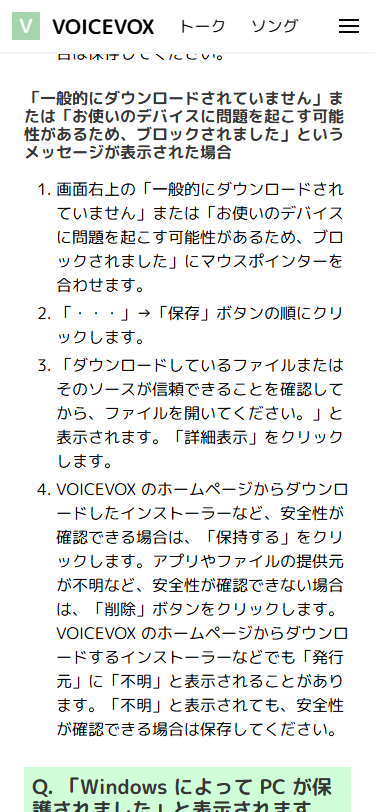 V VOICEVOX トーク ソング
合は保存してください。
「一般的にダウンロードされていません」ま
たは「お使いのデバイスに問題を起こす可能
性があるため、ブロックされました」という
メッセージが表示された場合
1. 画面右上の「一般的にダウンロードされ
ていません」または「お使いのデバイス
に問題を起こす可能性があるため、ブロ
ックされました」にマウスポインターを
合わせます。
2. 「・・・」→「保存」ボタンの順にクリ
ックします。
3. 「ダウンロードしているファイルまたは
そのソースが信頼できることを確認して
から、ファイルを開いてください。」と
表示されます。「詳細表示」をクリック
します。
4. VOICEVOX のホームページからダウンロ
ードしたインストーラーなど、安全性が
確認できる場合は、「保持する」をクリ
ックします。アプリやファイルの提供元
が不明など、安全性が確認できない場合
は、「削除」ボタンをクリックします。
VOICEVOX のホームページからダウンロ
ードするインストーラーなどでも「発行
元」に「不明」と表示されることがあり
ます。「不明」と表示されても、安全性
が確認できる場合は保存してください。
Q. 「Windows によって PC が保
護されました」と表示されます